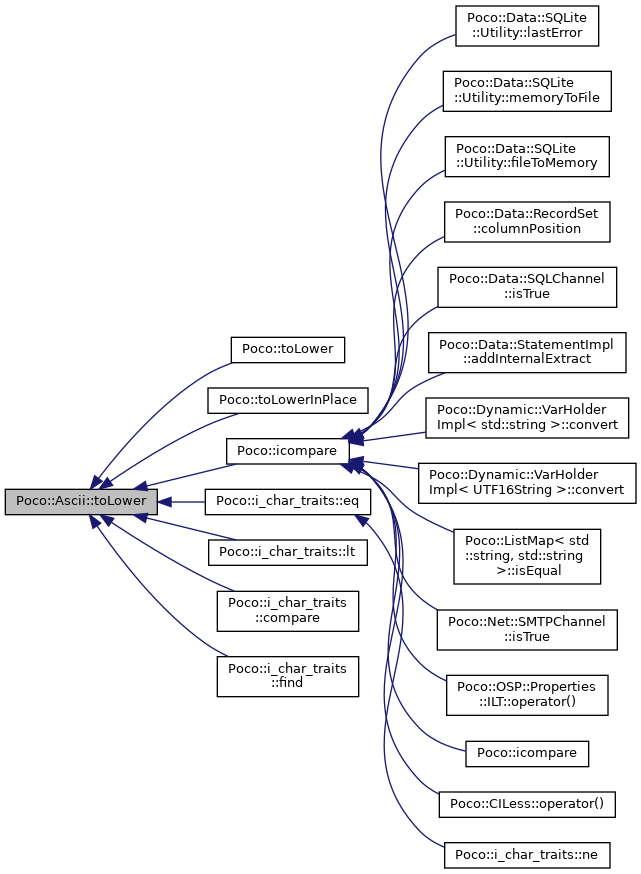 Poco::Data::SQLite
::Utility::lastError
Poco::Data::SQLite
::Utility::memoryToFile
Poco::Data::SQLite
::Utility::fileToMemory
Poco::Data::RecordSet
::columnPosition
Poco::Data::SQLChannel
::isTrue
Poco::Data::StatementImpl
::addInternalExtract
Poco::toLower
Poco::toLowerInPlace
Poco::Dynamic::VarHolder
Impl< std::string >::convert
Poco::icompare
Poco::Dynamic::VarHolder
Impl< UTF16String >::convert
Poco::Ascii::toLower
Poco::i_char_traits::eq
Poco::ListMap< std
::string, std::string
>::isEqual
Poco::i_char_traits::lt
Poco::i_char_traits
::compare
Poco::Net::SMTPChannel
::isTrue
Poco::i_char_traits
::find
Poco::OSP::Properties
::ILT::operator()
Poco::icompare
Poco::CILess::operator()
Poco::i_char_traits::ne